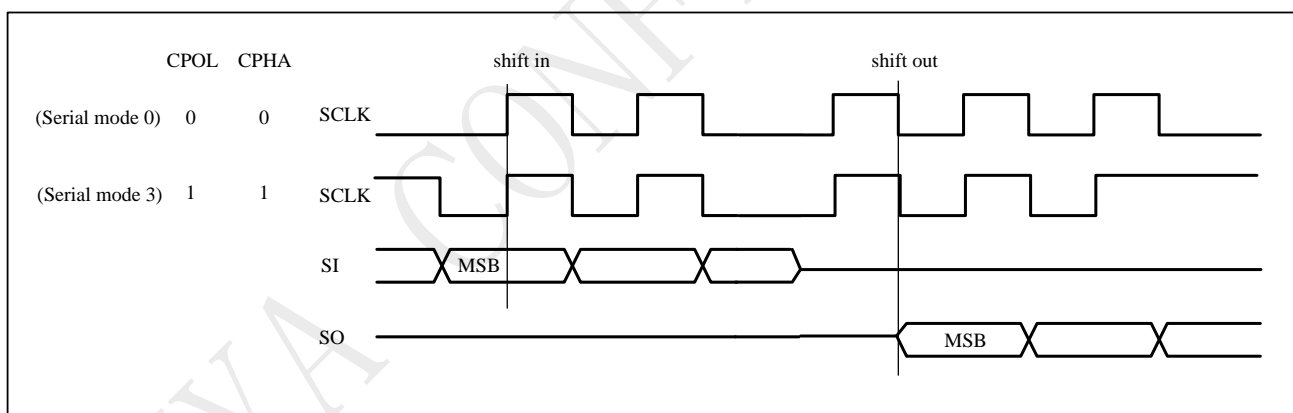 CPOL CPHA shift in shift out
(Serial mode 0) 0 0 SCLK
(Serial mode 3) 1 1 SCLK
SI MSB
SO MSB